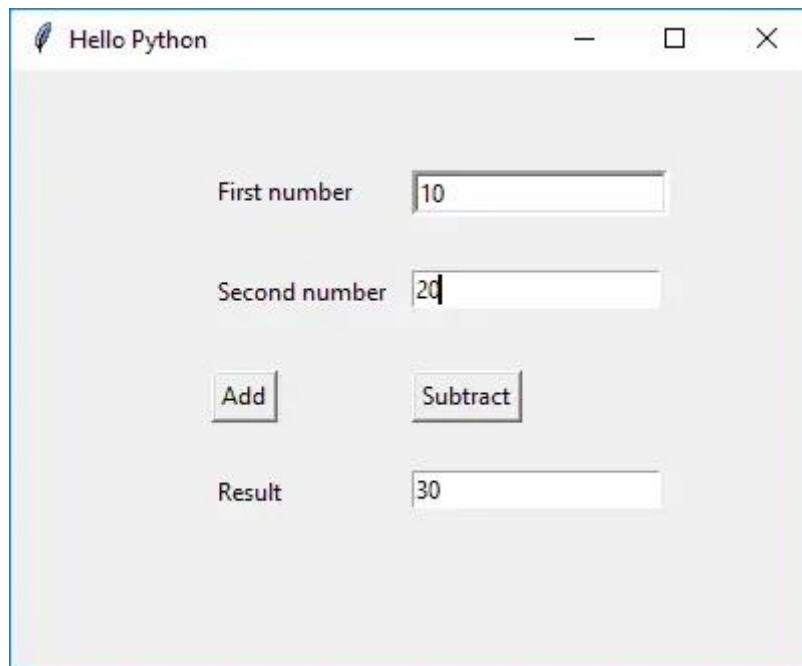 Hello Python
First number 10
Second number 20
Add Subtract
Result 30